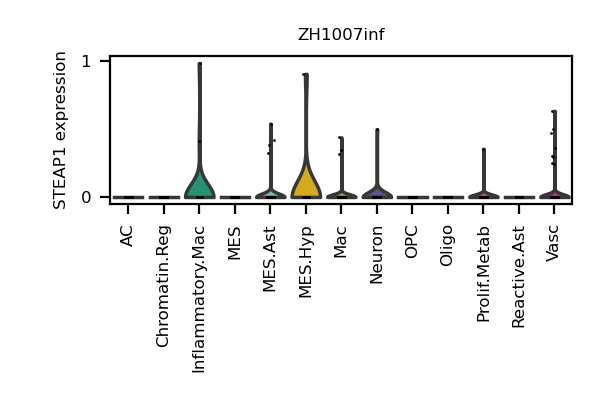 ZH1007inf
STEAP1 expression
1
0
AC
Chromatin.Reg
Inflammatory.Mac
MES
MES.Ast
MES.Hyp
Mac
Neuron
OPC
Oligo
Prolif.Metab
Reactive.Ast
Vasc